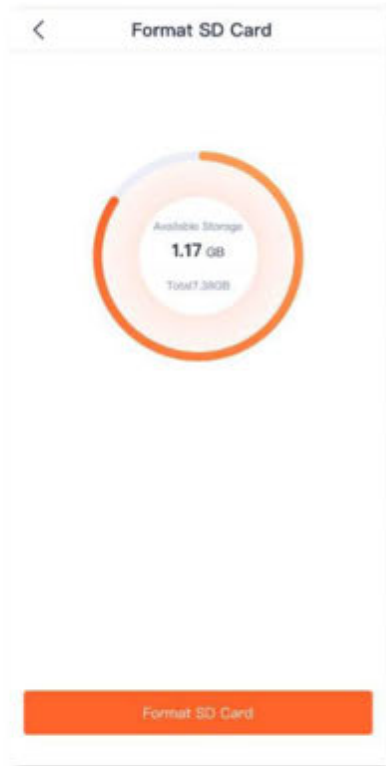 Format SD Card
Available Storage
1.17 GB
Total7.38GB
Format SD Card